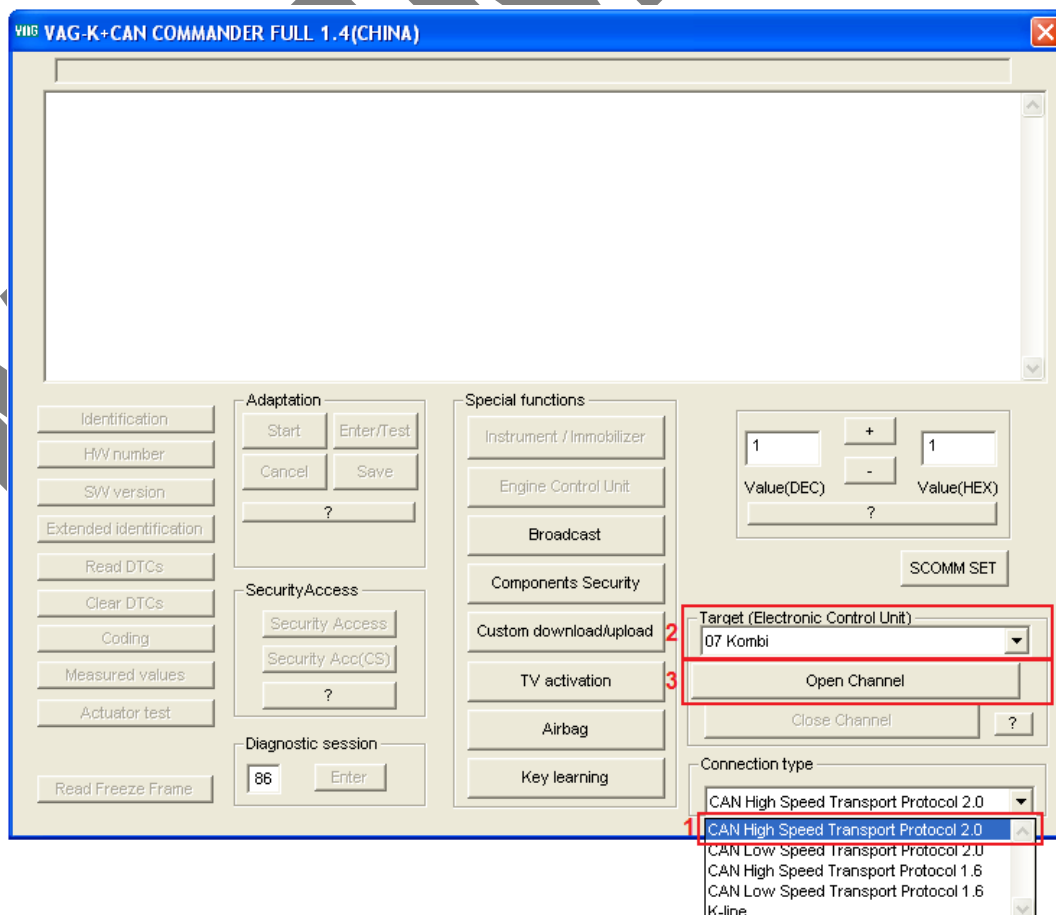 VAG VAG-K+CAN COMMANDER FULL 1.4(CHINA)
Identification
HW number
SW version
Extended identification
Read DTCs
Clear DTCs
Coding
Measured values
Actuator test
Read Freeze Frame
Adaptation
Start Enter/Test
Cancel Save
?
SecurityAccess
Security Access
Security Acc(CS)
?
Diagnostic session
86 Enter
Special functions
Instrument / Immobilizer
Engine Control Unit
Broadcast
Components Security
Custom download/upload
TV activation
Airbag
Key learning
1 + 1
Value(DEC) - Value(HEX)
?
SCOMM SET
Target (Electronic Control Unit)
2 07 Kombi
3 Open Channel
Close Channel ?
Connection type
CAN High Speed Transport Protocol 2.0
1 CAN High Speed Transport Protocol 2.0
CAN Low Speed Transport Protocol 2.0
CAN High Speed Transport Protocol 1.6
CAN Low Speed Transport Protocol 1.6
K-line